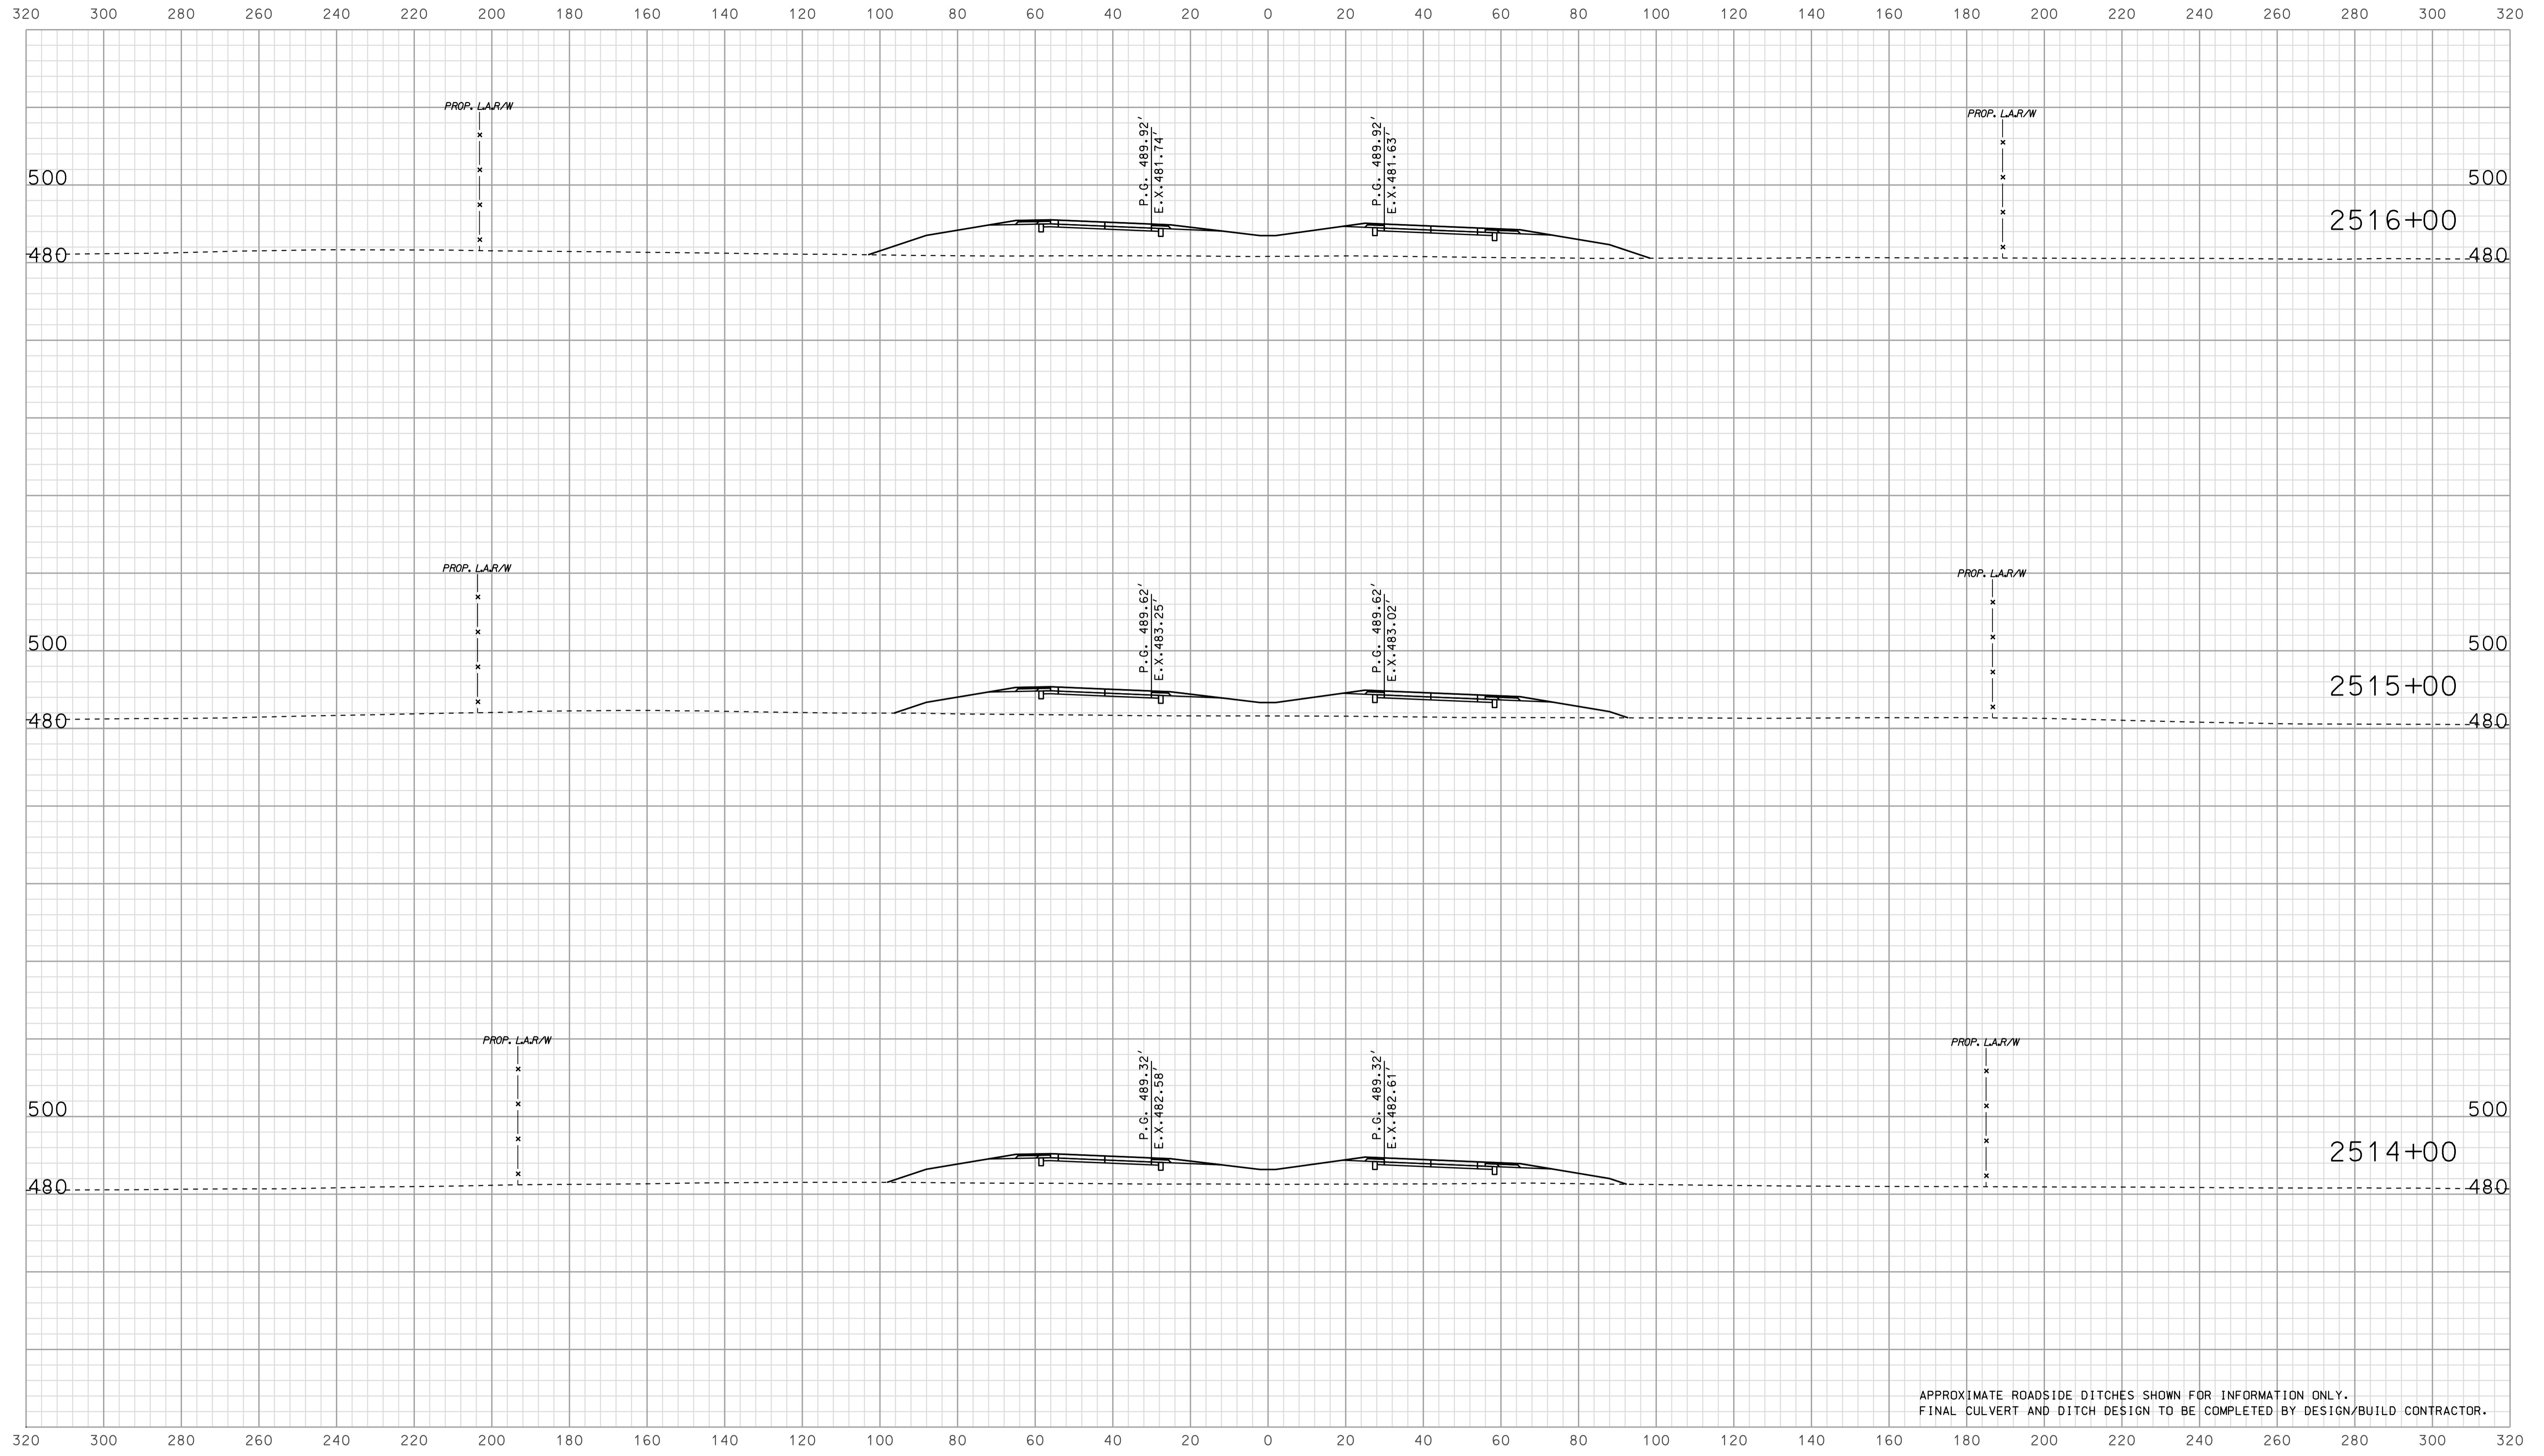 320 300 280 260 240 220 200 180 160 140 120 100 80 60 40 20 0 20 40 60 80 100 120 140 160 180 200 220 240 260 280 300 320
PROP. L.A.R/W
P.G. 489.92'
E.X.481.74'
P.G. 489.92'
E.X.481.63'
PROP. L.A.R/W
500 500
2516+00
480 480
PROP. L.A.R/W
P.G. 489.62'
E.X.483.25'
P.G. 489.62'
E.X.483.02'
PROP. L.A.R/W
500 500
2515+00
480 480
PROP. L.A.R/W
P.G. 489.32'
E.X.482.58'
P.G. 489.32'
E.X.482.61'
PROP. L.A.R/W
500 500
2514+00
480 480
APPROXIMATE ROADSIDE DITCHES SHOWN FOR INFORMATION ONLY.
FINAL CULVERT AND DITCH DESIGN TO BE COMPLETED BY DESIGN/BUILD CONTRACTOR.
320 300 280 260 240 220 200 180 160 140 120 100 80 60 40 20 0 20 40 60 80 100 120 140 160 180 200 220 240 260 280 300 320